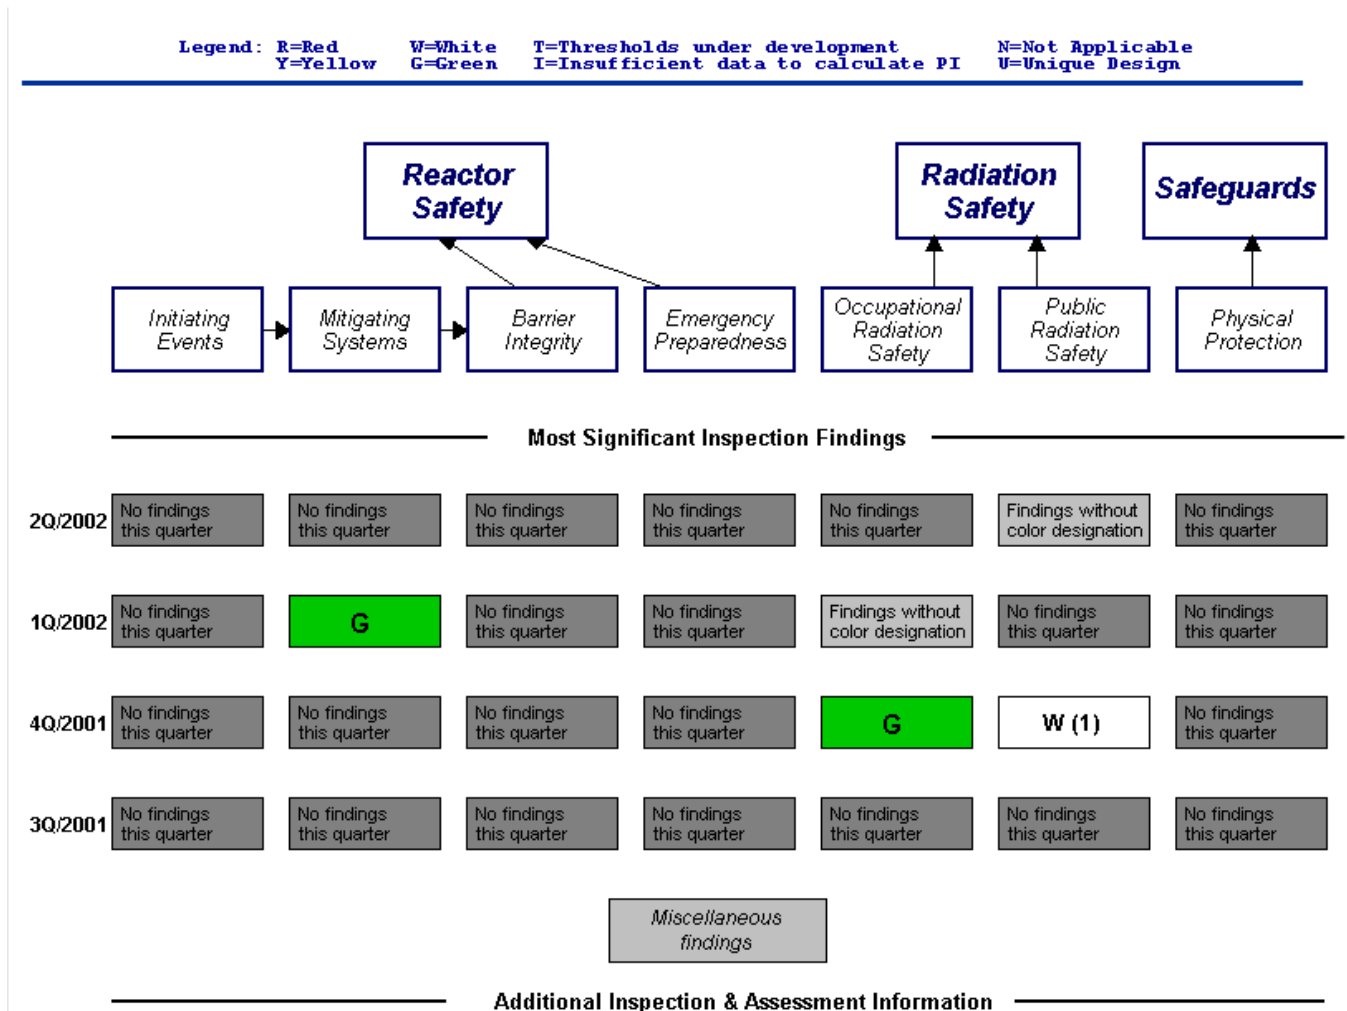 Legend: R=Red W=White T=Thresholds under development N=Not Applicable
Y=Yellow G=Green I=Insufficient data to calculate PI U=Unique Design
Reactor
Safety
Radiation
Safety
Safeguards
Initiating
Events
Mitigating
Systems
Barrier
Integrity
Emergency
Preparedness
Occupational
Radiation
Safety
Public
Radiation
Safety
Physical
Protection
Most Significant Inspection Findings
2Q/2002
No findings
this quarter
No findings
this quarter
No findings
this quarter
No findings
this quarter
No findings
this quarter
Findings without
color designation
No findings
this quarter
1Q/2002
No findings
this quarter
G
No findings
this quarter
No findings
this quarter
Findings without
color designation
No findings
this quarter
No findings
this quarter
4Q/2001
No findings
this quarter
No findings
this quarter
No findings
this quarter
No findings
this quarter
G
W (1)
No findings
this quarter
3Q/2001
No findings
this quarter
No findings
this quarter
No findings
this quarter
No findings
this quarter
No findings
this quarter
No findings
this quarter
No findings
this quarter
Miscellaneous
findings
Additional Inspection & Assessment Information